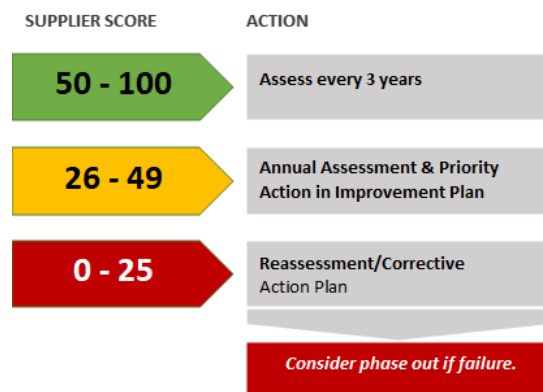 SUPPLIER SCORE ACTION
50 - 100
Assess every 3 years
26 - 49
Annual Assessment & Priority
Action in Improvement Plan
0 - 25
Reassessment/Corrective
Action Plan
Consider phase out if failure.